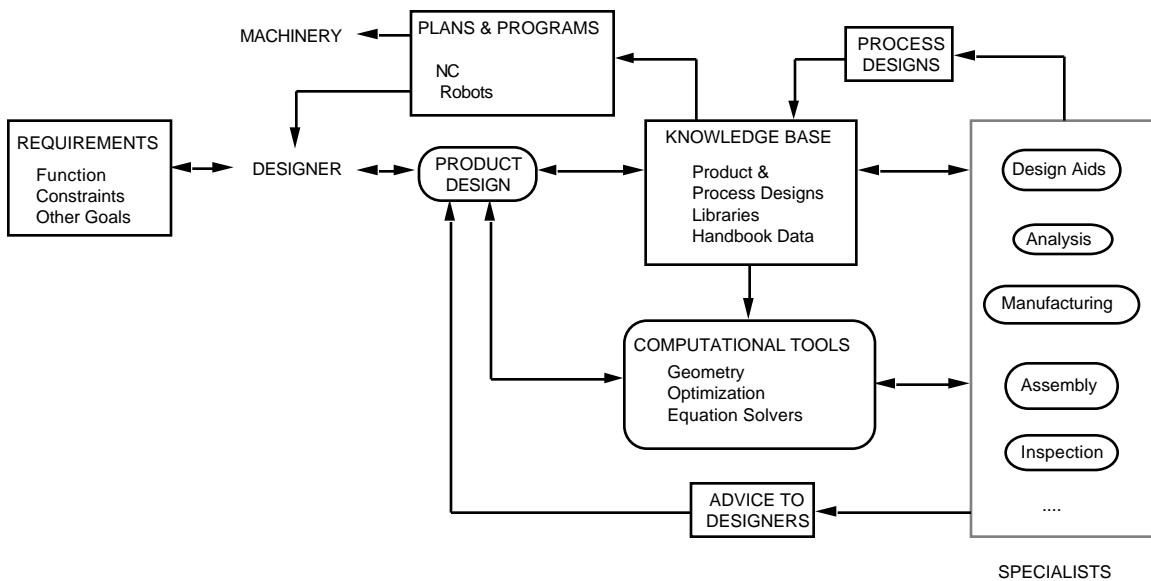 MACHINERY
PLANS & PROGRAMS
NC
Robots
PROCESS
DESIGNS
REQUIREMENTS
Function
Constraints
Other Goals
DESIGNER
PRODUCT
DESIGN
KNOWLEDGE BASE
Product &
Process Designs
Libraries
Handbook Data
COMPUTATIONAL TOOLS
Geometry
Optimization
Equation Solvers
ADVICE TO
DESIGNERS
Design Aids
Analysis
Manufacturing
Assembly
Inspection
....
SPECIALISTS